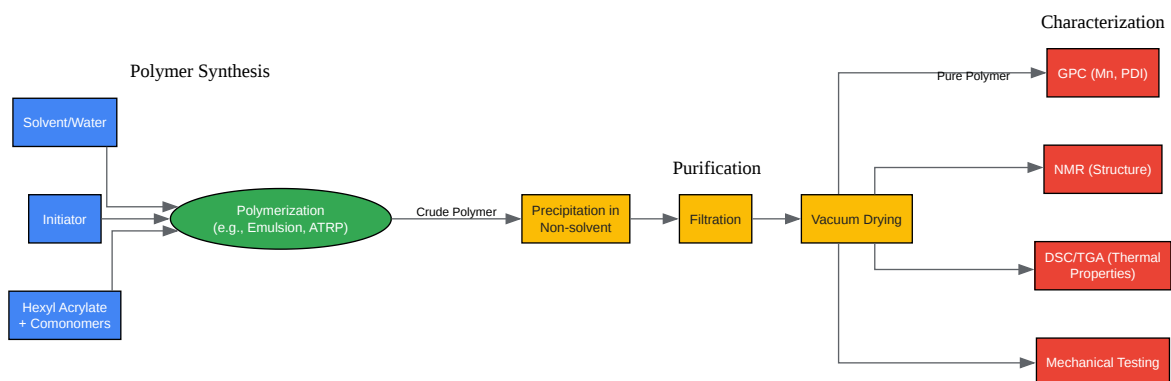 Characterization
Polymer Synthesis
Pure Polymer
GPC (Mn, PDI)
Solvent/Water
NMR (Structure)
Purification
Initiator
Polymerization
(e.g., Emulsion, ATRP)
Crude Polymer
Precipitation in
Non-solvent
Filtration
Vacuum Drying
DSC/TGA (Thermal
Properties)
Hexyl Acrylate
+ Comonomers
Mechanical Testing